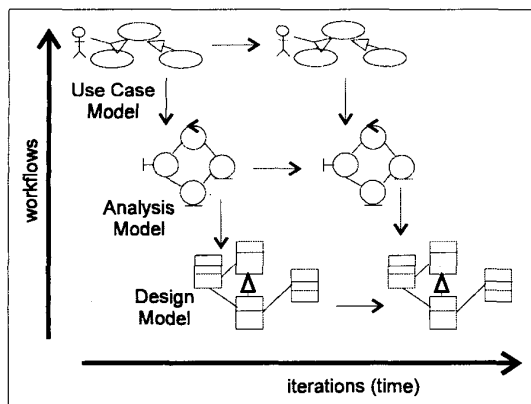 Use Case
Model
workflows
Analysis
Model
Design
Model
iterations (time)